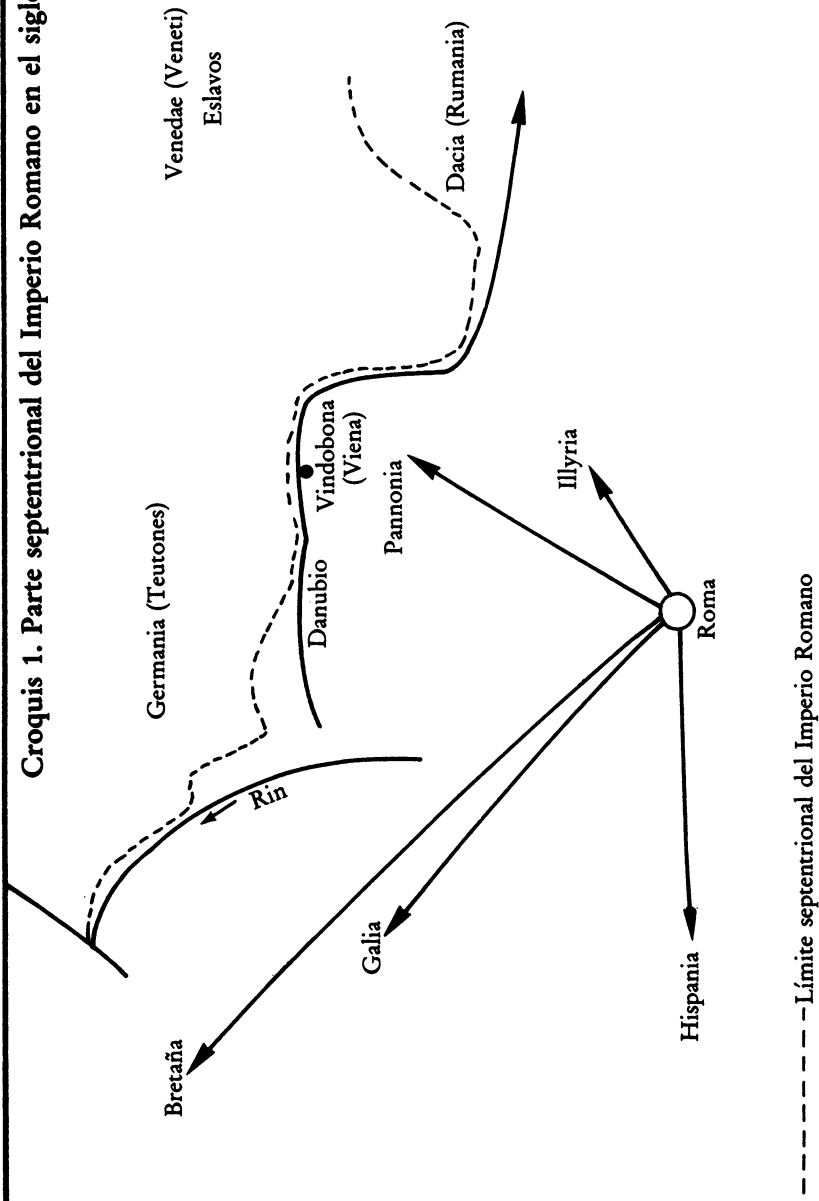 Croquis 1. Parte septentrional del Imperio Romano en el
Venedae (Veneti)
Eslavos
Germania (Teutones)
Dacia (Rumania)
Bretaña
Rin
Danubio
Vindobona
(Viena)
Pannonia
Galia
Illyria
Hispania
Roma
Límite septentrional del Imperio Romano